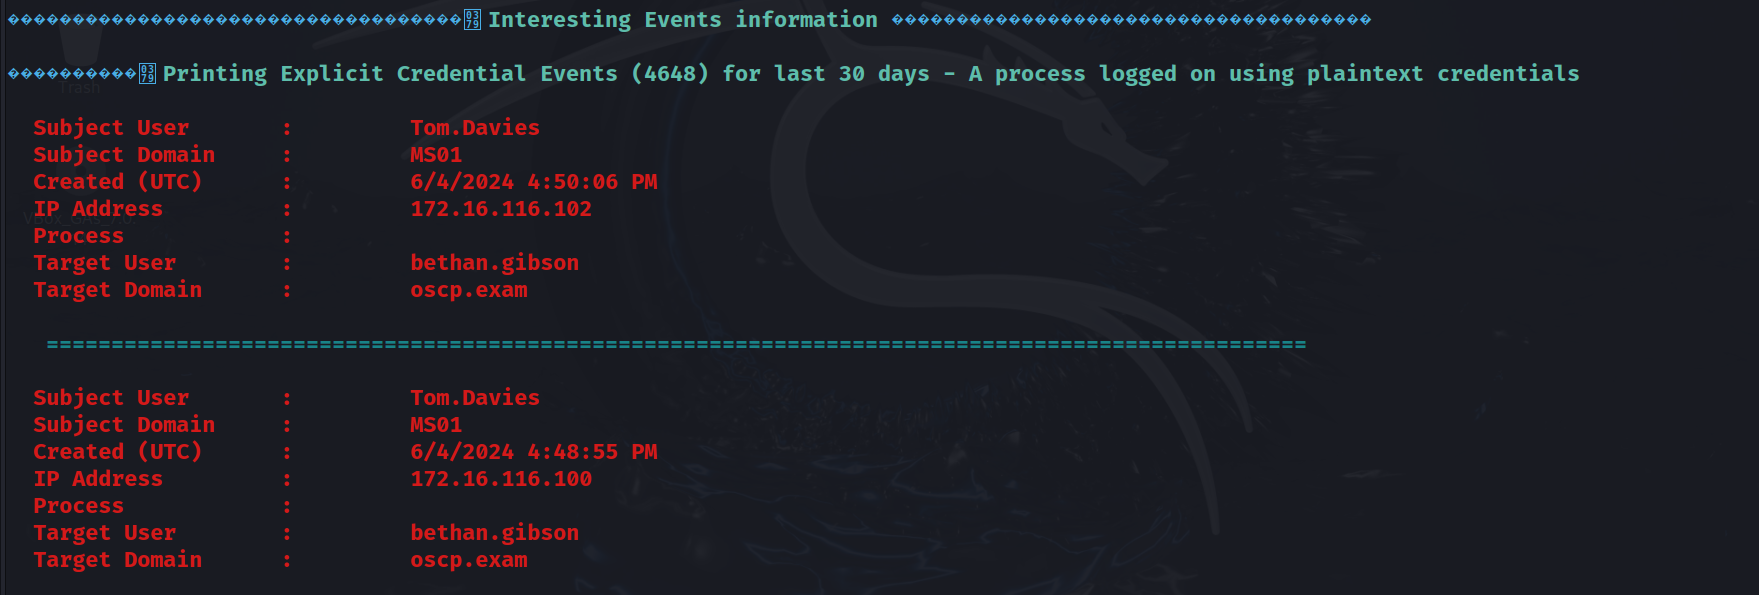 Interesting Events information
Printing Explicit Credential Events (4648) for last 30 days - A process logged on using plaintext credentials
Trash
Subject User : Tom.Davies
Subject Domain : MS01
Created (UTC) : 6/4/2024 4:50:06 PM
IP Address : 172.16.116.102
Process :
Target User : bethan.gibson
Target Domain : oscp.exam
=================================================================================================
Subject User : Tom.Davies
Subject Domain : MS01
Created (UTC) : 6/4/2024 4:48:55 PM
IP Address : 172.16.116.100
Process :
Target User : bethan.gibson
Target Domain : oscp.exam